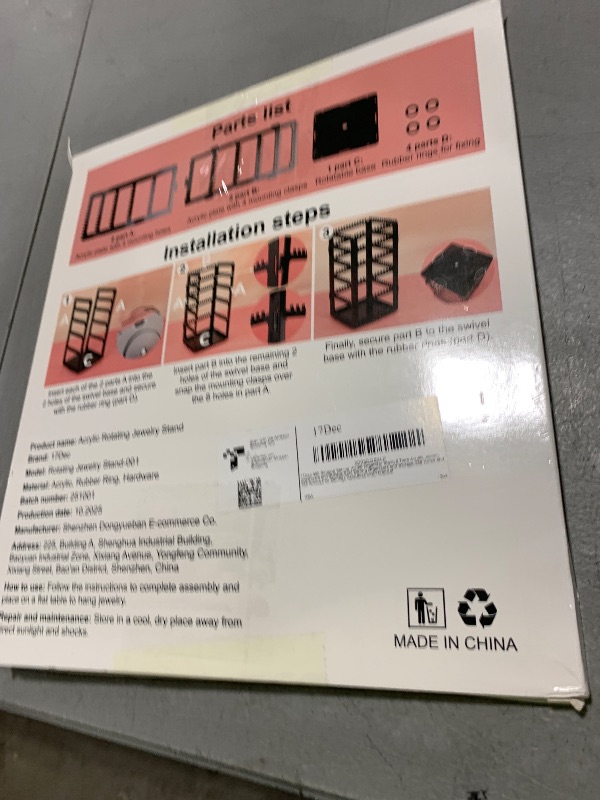 Parts list
2 part A:
Acrylic plate with 4 mounting holes
2 part B:
Acrylic plate with 4 mounting clasps
1 part C:
Rotatable base
4 parts D:
Rubber rings for fixing
Installation steps
1
A
A
C
2
B
A
A
C
3
Insert each of the 2 parts A into the
2 holes of the swivel base and secure
with the rubber ring (part D).
Insert part B into the remaining 2
holes of the swivel base and
snap the mounting clasps over
the 8 holes in part A.
Finally, secure part B to the swivel
base with the rubber rings (part D).
Product name: Acrylic Rotating Jewelry Stand
Brand: 17Dec
Model: Rotating Jewelry Stand-001
Material: Acrylic, Rubber Ring, Hardware
Batch number: 251001
Production date: 10.2025
Manufacturer: Shenzhen Dongyueban E-commerce Co.
Address: 225, Building A, Shenghua Industrial Building,
Baoyuan Industrial Zone, Xixiang Avenue, Yongfeng Community,
Xixiang Street, Bao'an District, Shenzhen, China
How to use: Follow the instructions to complete assembly and
place on a flat table to hang jewelry.
Repair and maintenance: Store in a cool, dry place away from
direct sunlight and shocks.
17Dec
MADE IN CHINA